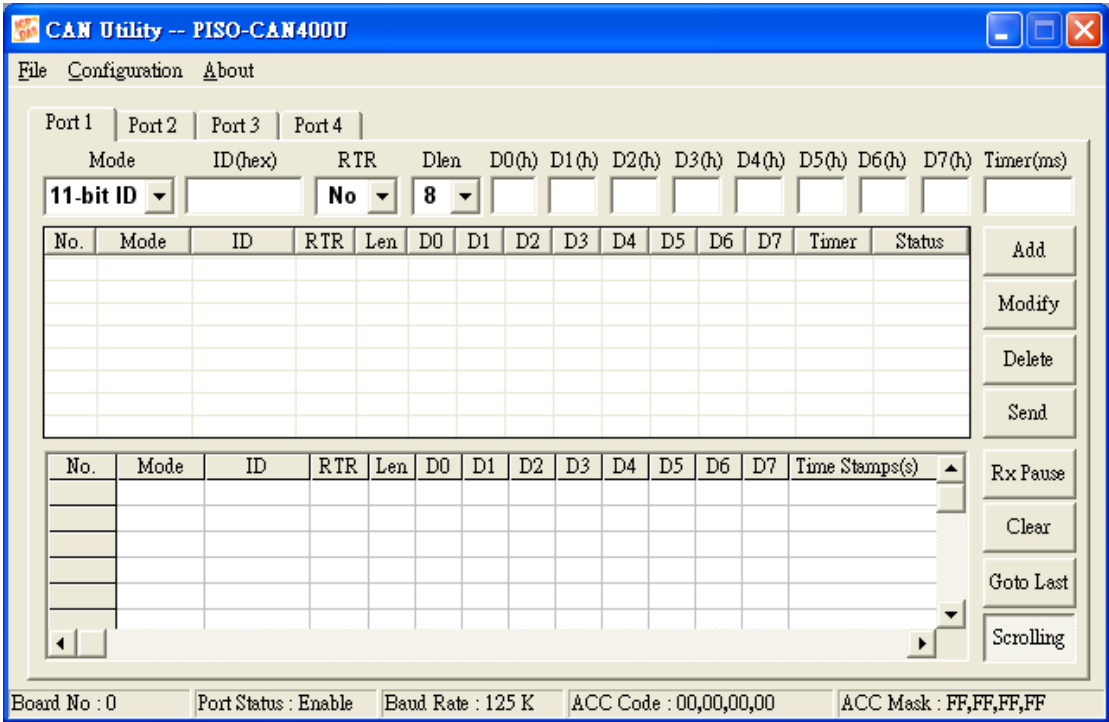 CAN Utility -- PISO-CAN400U
File Configuration About
Port 1 Port 2 Port 3 Port 4
Mode ID(hex) RTR Dlen D0(h) D1(h) D2(h) D3(h) D4(h) D5(h) D6(h) D7(h) Timer(ms)
11-bit ID No 8
No. Mode ID RTR Len D0 D1 D2 D3 D4 D5 D6 D7 Timer Status
Add
Modify
Delete
Send
No. Mode ID RTR Len D0 D1 D2 D3 D4 D5 D6 D7 Time Stamps(s)
Rx Pause
Clear
Goto Last
Scrolling
Board No : 0 Port Status : Enable Baud Rate : 125 K ACC Code : 00,00,00,00 ACC Mask : FF,FF,FF,FF